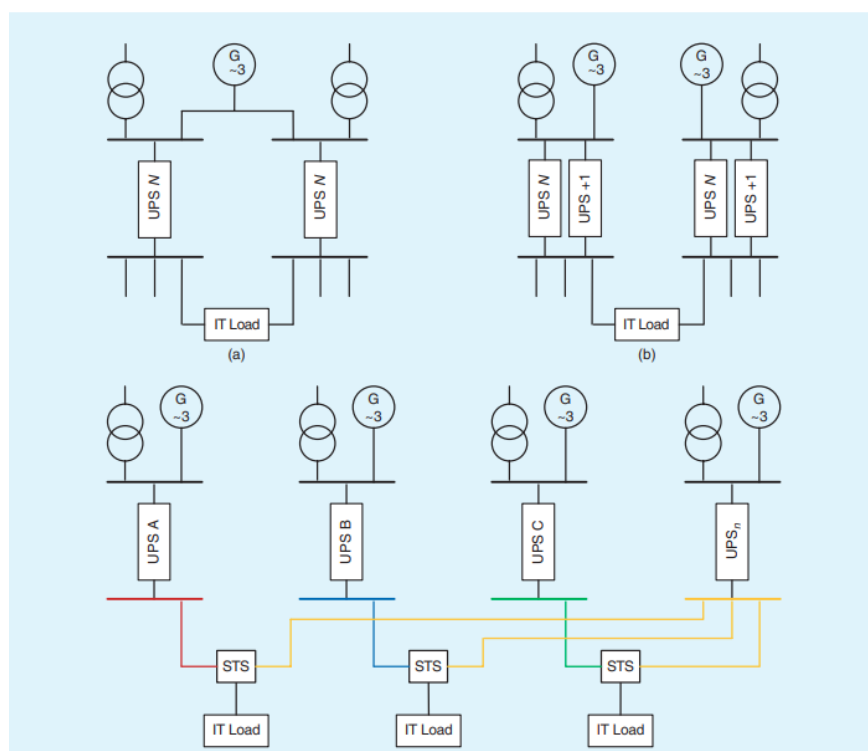 G
~3
UPS N
UPS N
IT Load
(a)
G
~3
G
~3
UPS N
UPS +1
UPS N
UPS +1
IT Load
(b)
G
~3
G
~3
G
~3
G
~3
UPS A
UPS B
UPS C
UPSn
STS
STS
STS
IT Load
IT Load
IT Load